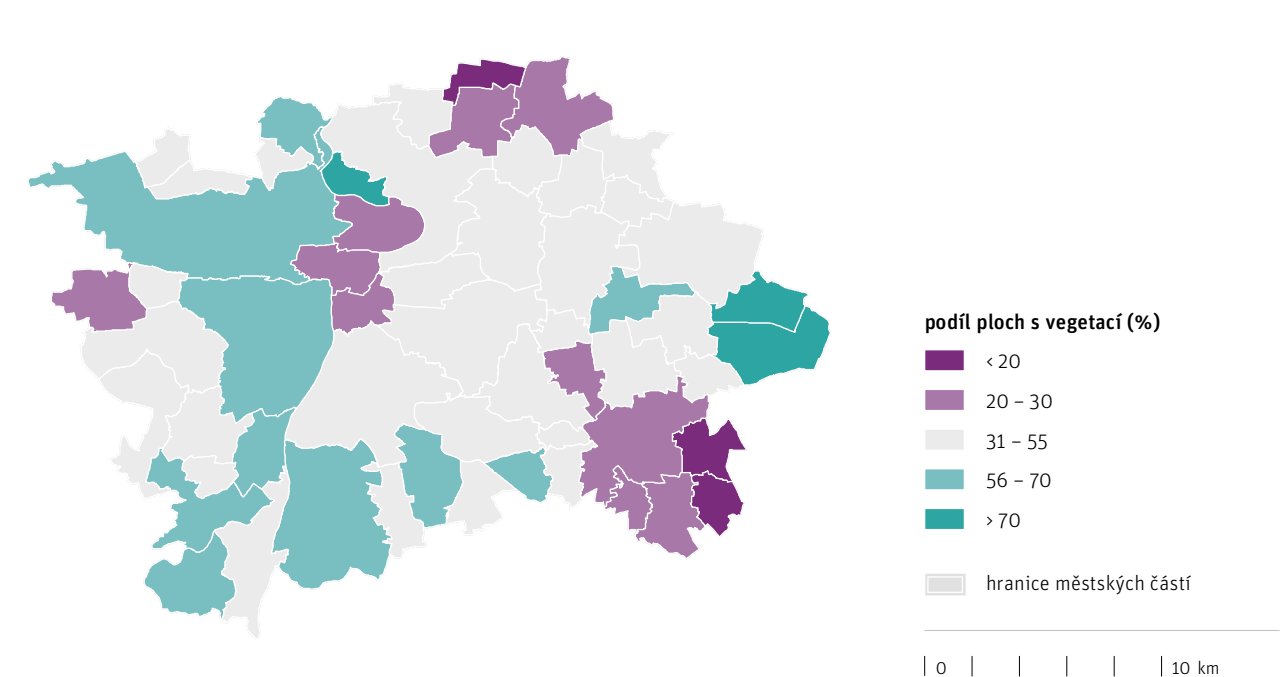 podíl ploch s vegetací (%)
< 20
20 – 30
31 – 55
56 – 70
> 70
hranice městských částí
0 10 km